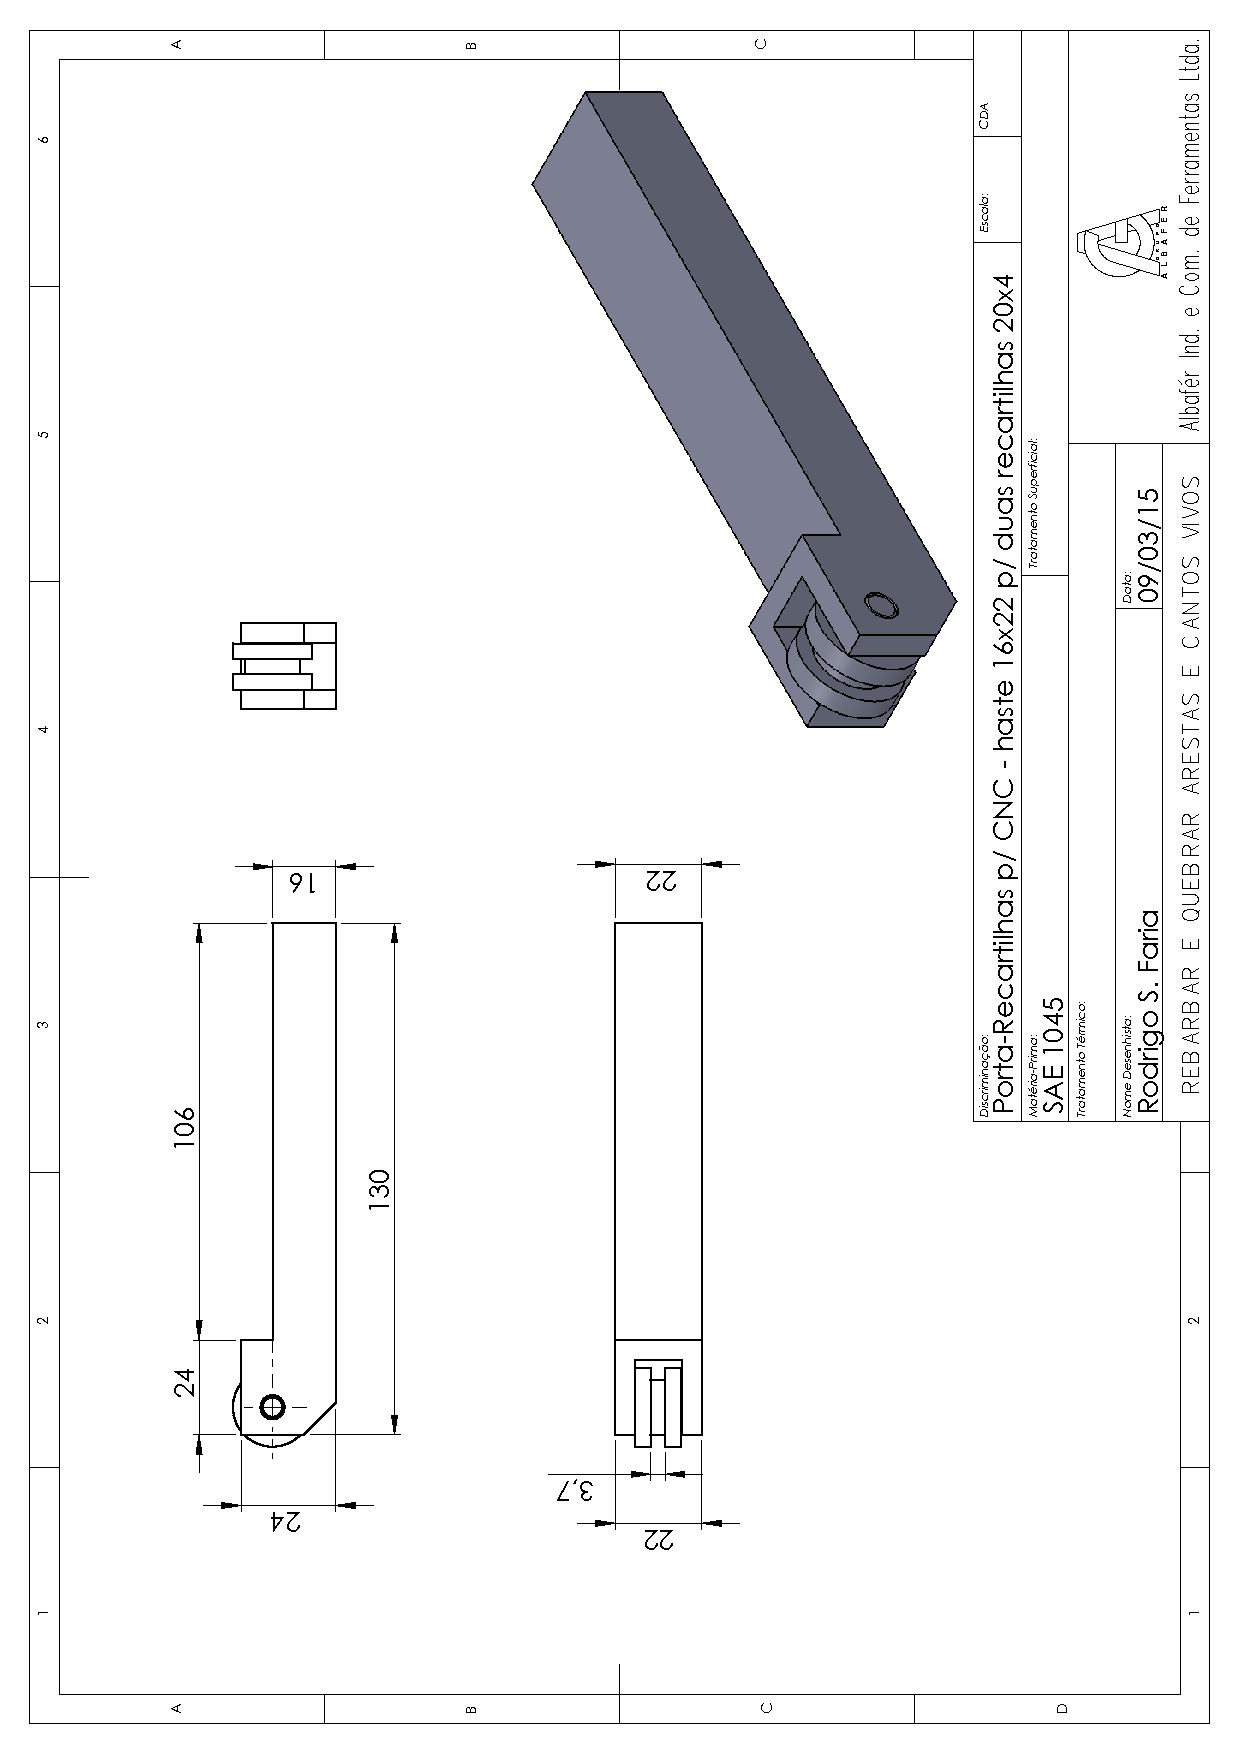 A
B
C
6
5
4
3
2
1
A
B
C
D
2
1
106
24
130
16
24
22
22
3,7
Discriminação:
Porta-Recartilhas p/ CNC - haste 16x22 p/ duas recartilhas 20x4
Escala:
CDA
Matéria-Prima:
SAE 1045
Tratamento Superficial:
Tratamento Térmico:
Nome Desenhista:
Rodrigo S. Faria
Data:
09/03/15
REBARBAR E QUEBRAR ARESTAS E CANTOS VIVOS
GRUPO
ALBAFER
Albafér Ind. e Com. de Ferramentas Ltda.